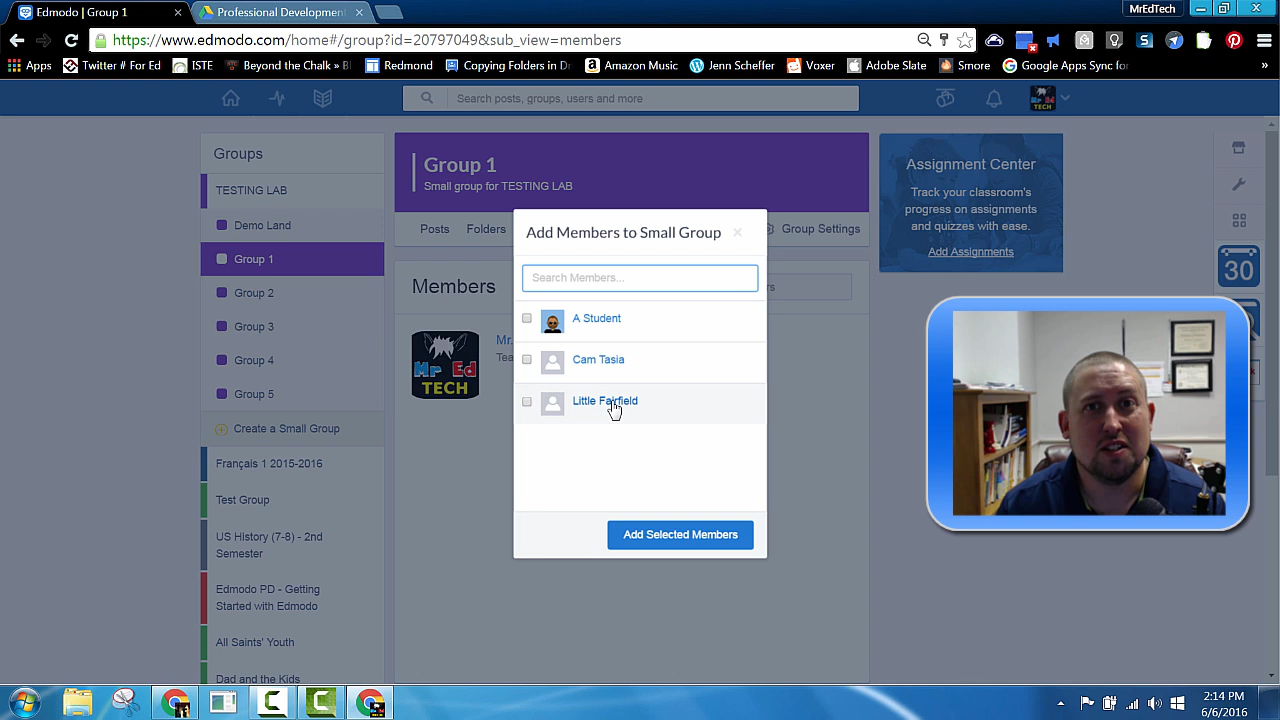 Edmodo | Group 1
Professional Development
MrEdTech
https://www.edmodo.com/home#/group?id=20797049&sub_view=members
Apps
Twitter # For Ed
ISTE
Beyond the Chalk » Bl
Redmond
Copying Folders in Dr
Amazon Music
Jenn Scheffer
Voxer
Adobe Slate
Smore
Google Apps Sync for
»
Search posts, groups, users and more
Mr Ed
TECH
Groups
TESTING LAB
Demo Land
Group 1
Group 2
Group 3
Group 4
Group 5
Create a Small Group
Français 1 2015-2016
Test Group
US History (7-8) - 2nd
Semester
Edmodo PD - Getting
Started with Edmodo
All Saints' Youth
Dad and the Kids
Group 1
Small group for TESTING LAB
Posts
Folders
Group Settings
Members
Mr Ed
TECH
Mr.
Tea
Add Members to Small Group
Search Members...
A Student
Cam Tasia
Little Fairfield
Add Selected Members
Assignment Center
Track your classroom's
progress on assignments
and quizzes with ease.
Add Assignments
30
2:14 PM
6/6/2016